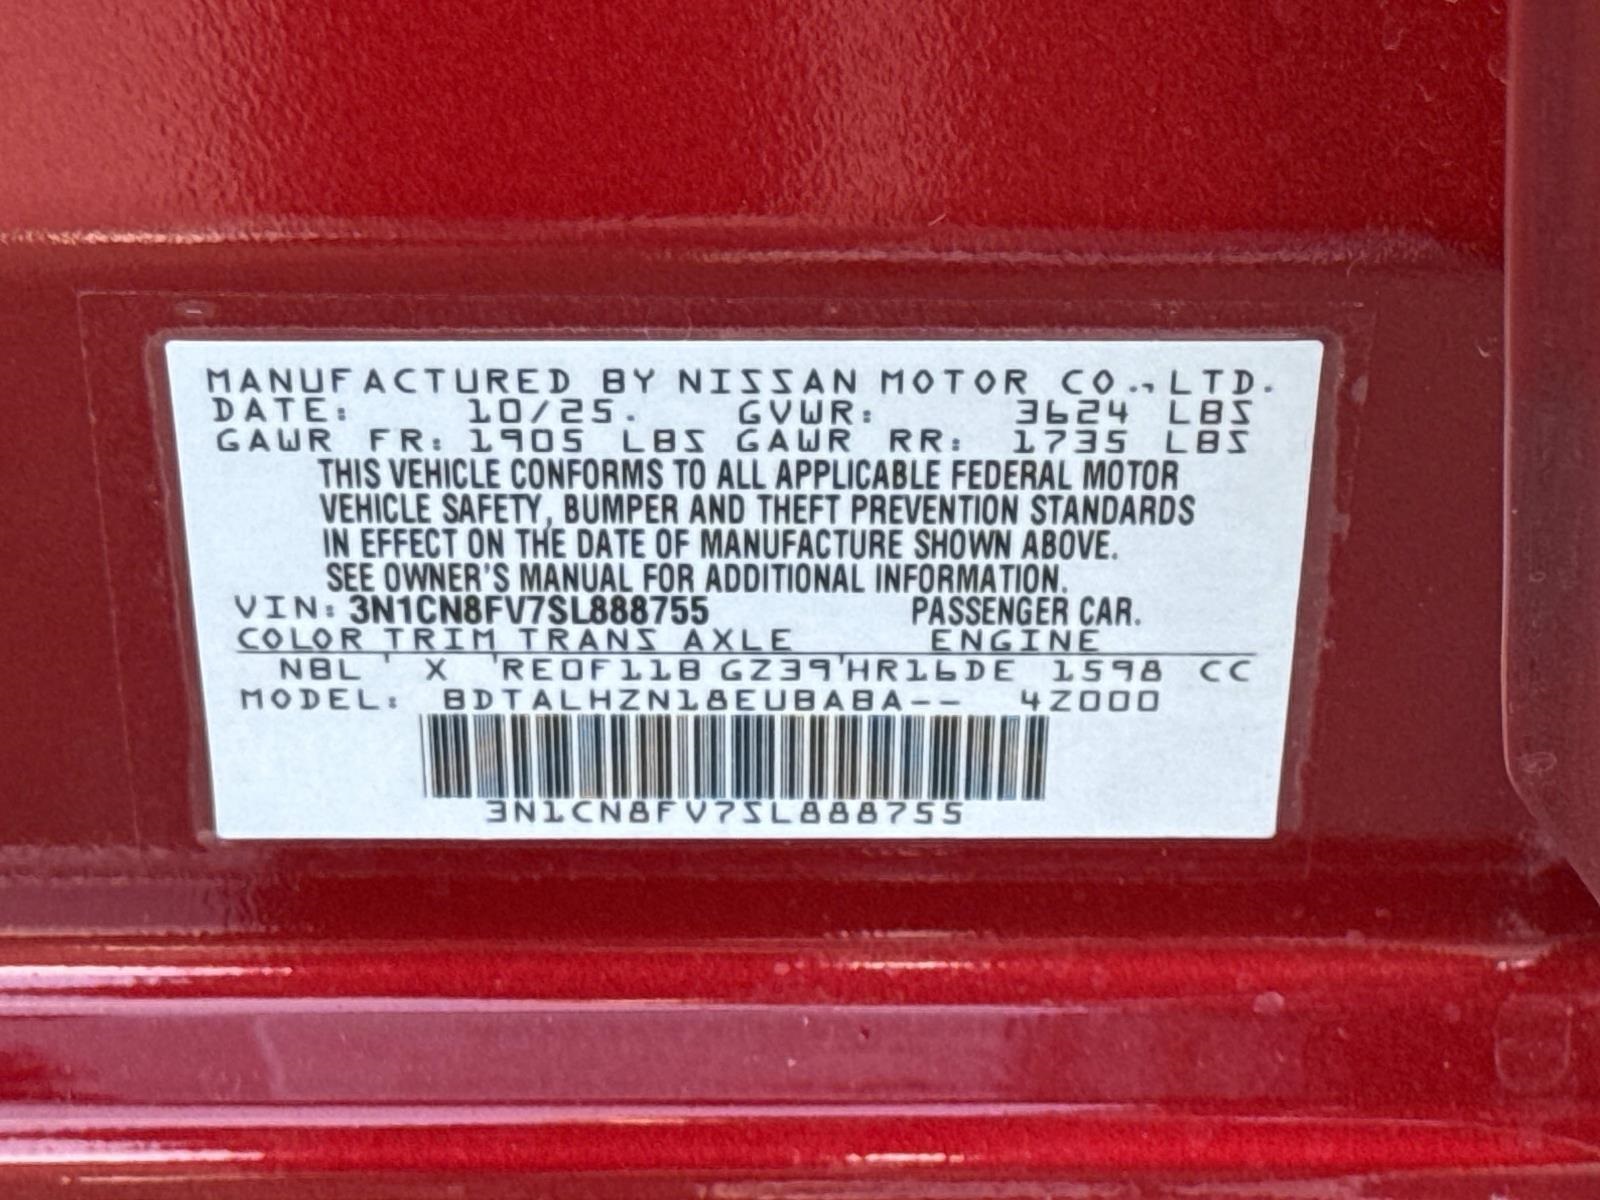 MANUFACTURED BY NISSAN MOTOR CO.,LTD.
DATE: 10/25. GVWR: 3624 LBS
GAWR FR: 1905 LBS GAWR RR: 1735 LBS
THIS VEHICLE CONFORMS TO ALL APPLICABLE FEDERAL MOTOR
VEHICLE SAFETY, BUMPER AND THEFT PREVENTION STANDARDS
IN EFFECT ON THE DATE OF MANUFACTURE SHOWN ABOVE.
SEE OWNER'S MANUAL FOR ADDITIONAL INFORMATION.
VIN: 3N1CN8FV7SL888755 PASSENGER CAR.
COLOR TRIM TRANS AXLE ENGINE
NBL ' X 'RE0F11B GZ39'HR16DE 1598 CC
MODEL: BDTALHZN18EUBABA-- 4Z000
3N1CN8FV7SL888755